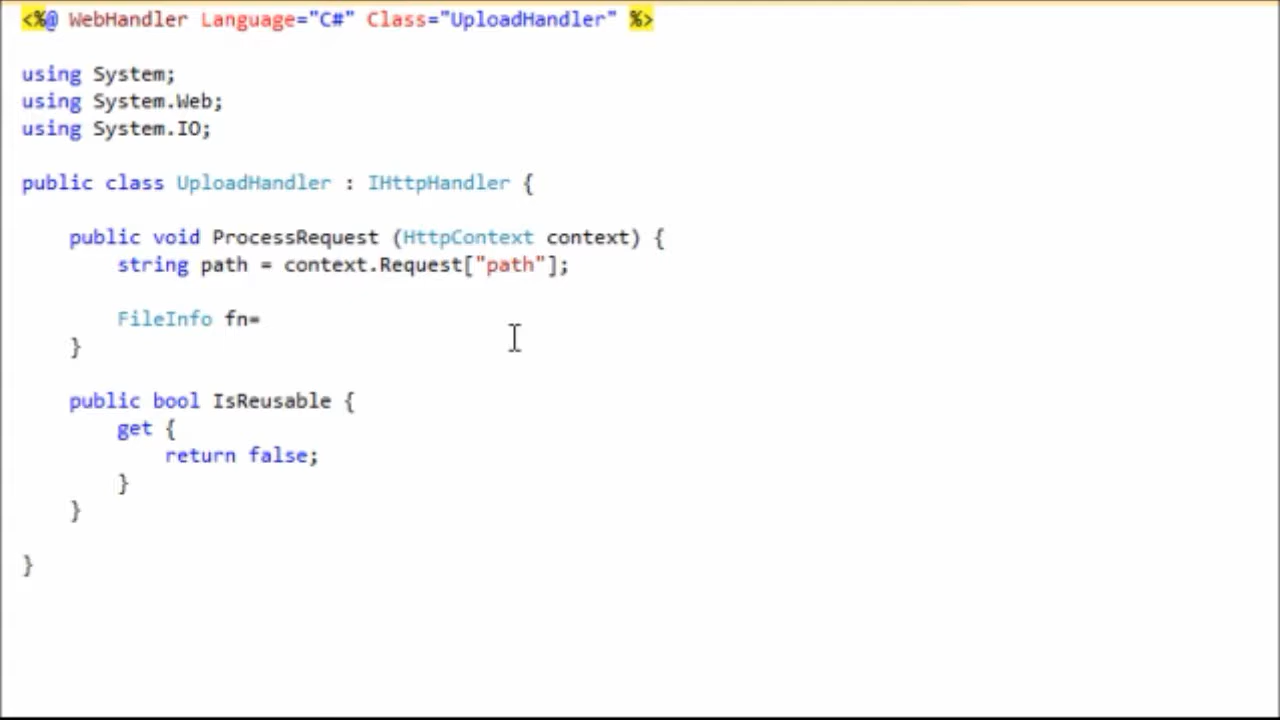 <%@ WebHandler Language="C#" Class="UploadHandler" %>
using System;
using System.Web;
using System.IO;
public class UploadHandler : IHttpHandler {
public void ProcessRequest (HttpContext context) {
string path = context.Request["path"];
FileInfo fn=
}
public bool IsReusable {
get {
return false;
}
}
}